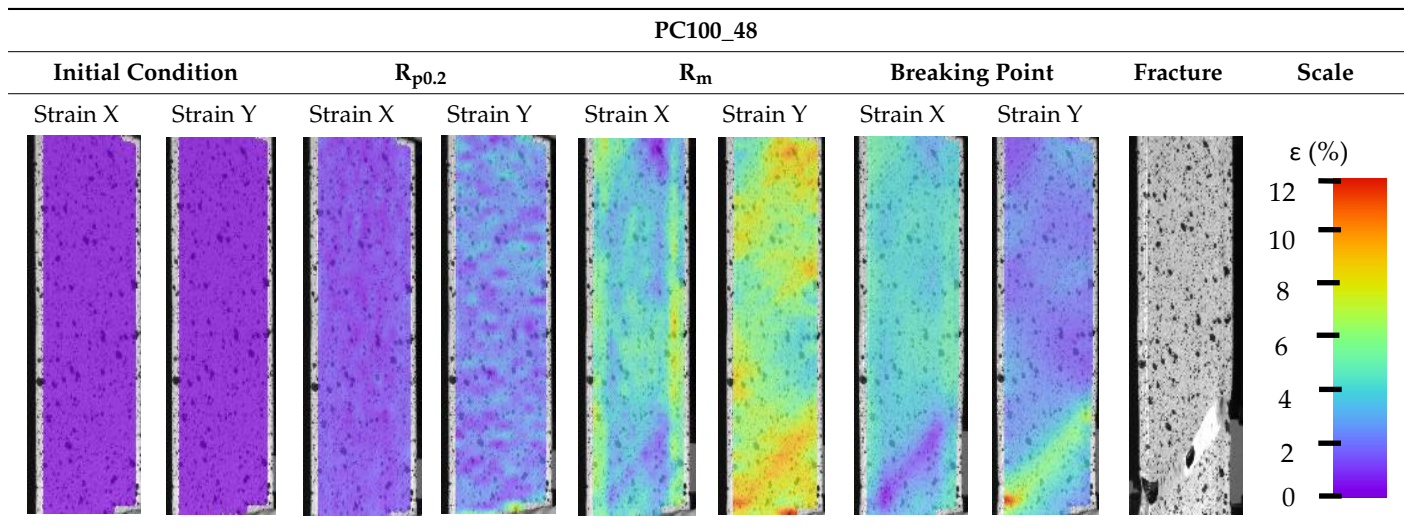 PC100_48
Initial Condition Rp0.2 Rm Breaking Point Fracture Scale
Strain X Strain Y Strain X Strain Y Strain X Strain Y Strain X Strain Y
ε (%)
12
10
8
6
4
2
0